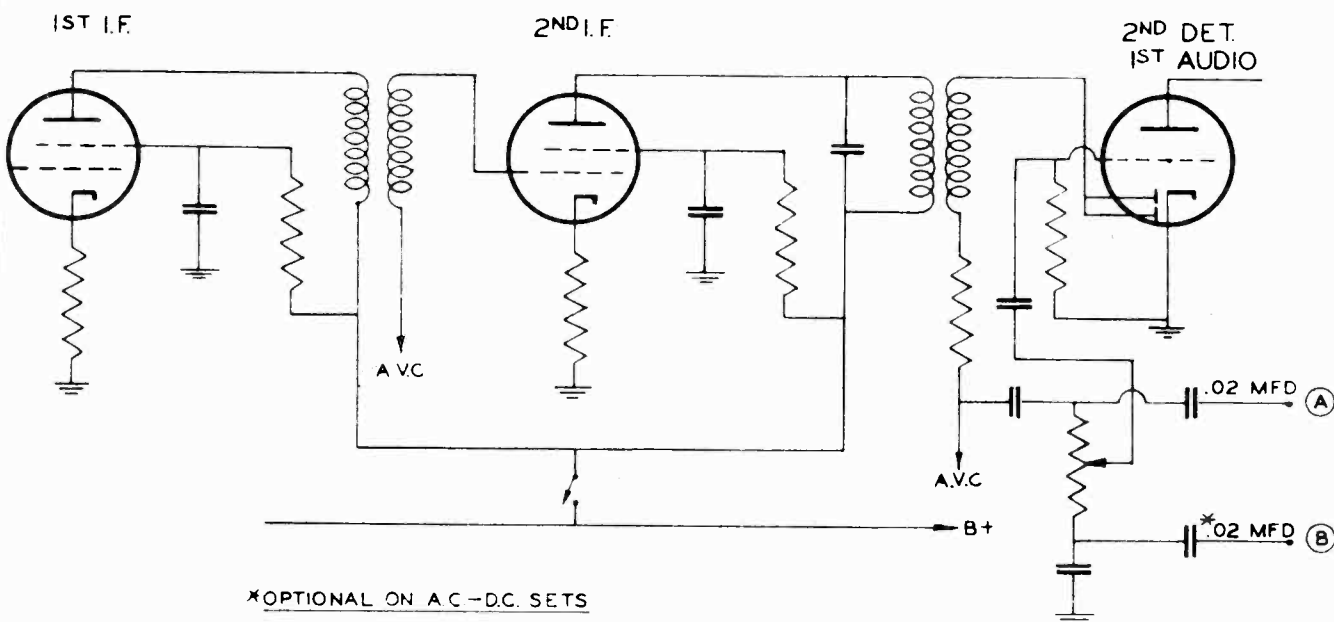 1ST I.F.
2ND I.F.
2ND DET.
1ST AUDIO
A.V.C
.02 MFD A
A.V.C
B+
*.02 MFD B
*OPTIONAL ON A.C.-D.C. SETS